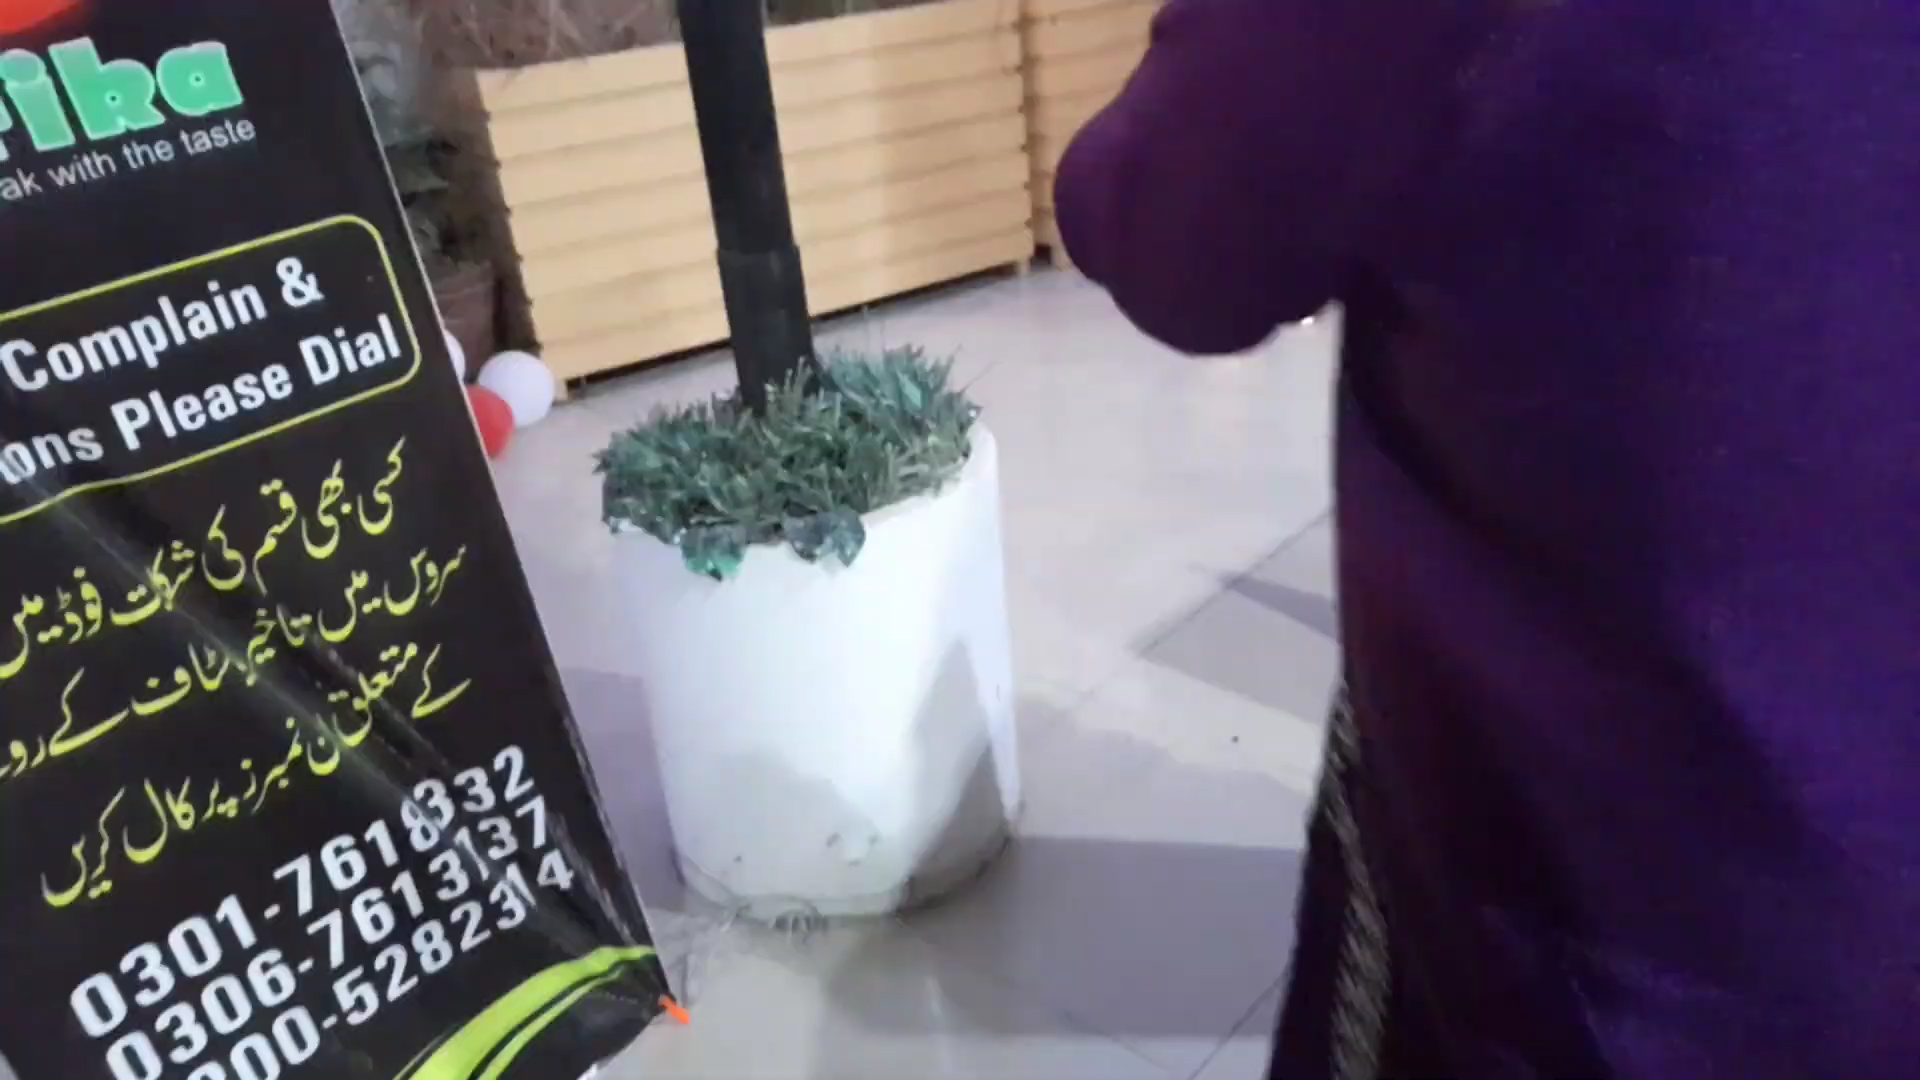 ika
ak with the taste
Complain &
ons Please Dial
کسی بھی قسم کی شکایت فوڈ میں
سروس میں تاخیر سٹاف کے رو
کے متعلق ان نمبرز پر کال کریں
0301-7618332
0306-7613137
300-5282314